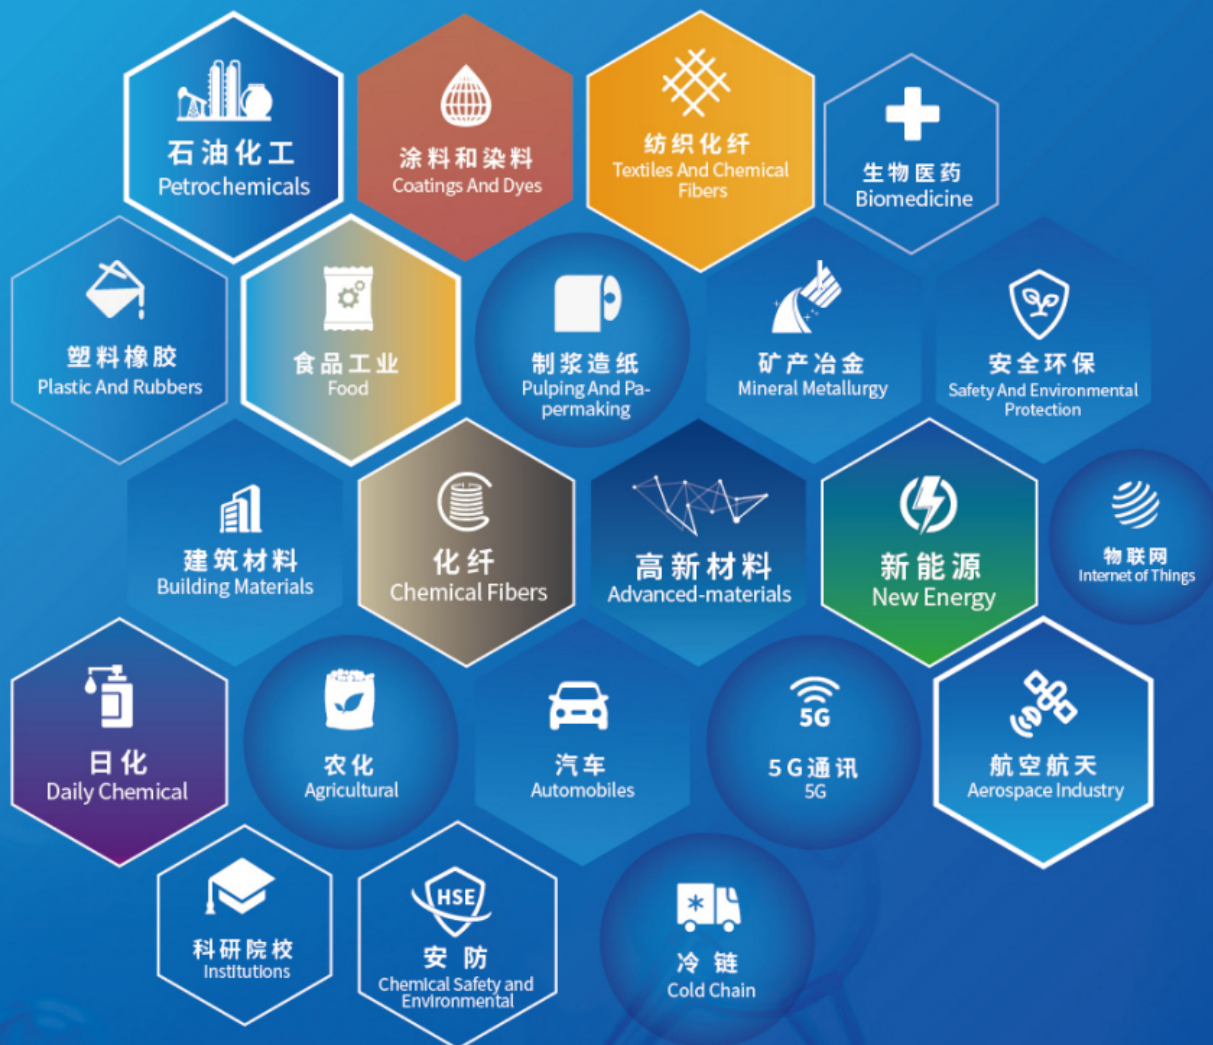 石油化工
Petrochemicals
涂料和染料
Coatings And Dyes
纺织化纤
Textiles And Chemical
Fibers
生物医药
Biomedicine
塑料橡胶
Plastic And Rubbers
食品工业
Food
制浆造纸
Pulping And Pa-
permaking
矿产冶金
Mineral Metallurgy
安全环保
Safety And Environmental
Protection
建筑材料
Building Materials
化纤
Chemical Fibers
高新材料
Advanced-materials
新能源
New Energy
物联网
Internet of Things
日化
Daily Chemical
农化
Agricultural
汽车
Automobiles
5G
5G通讯
5G
航空航天
Aerospace Industry
科研院校
Institutions
HSE
安防
Chemical Safety and
Environmental
冷链
Cold Chain